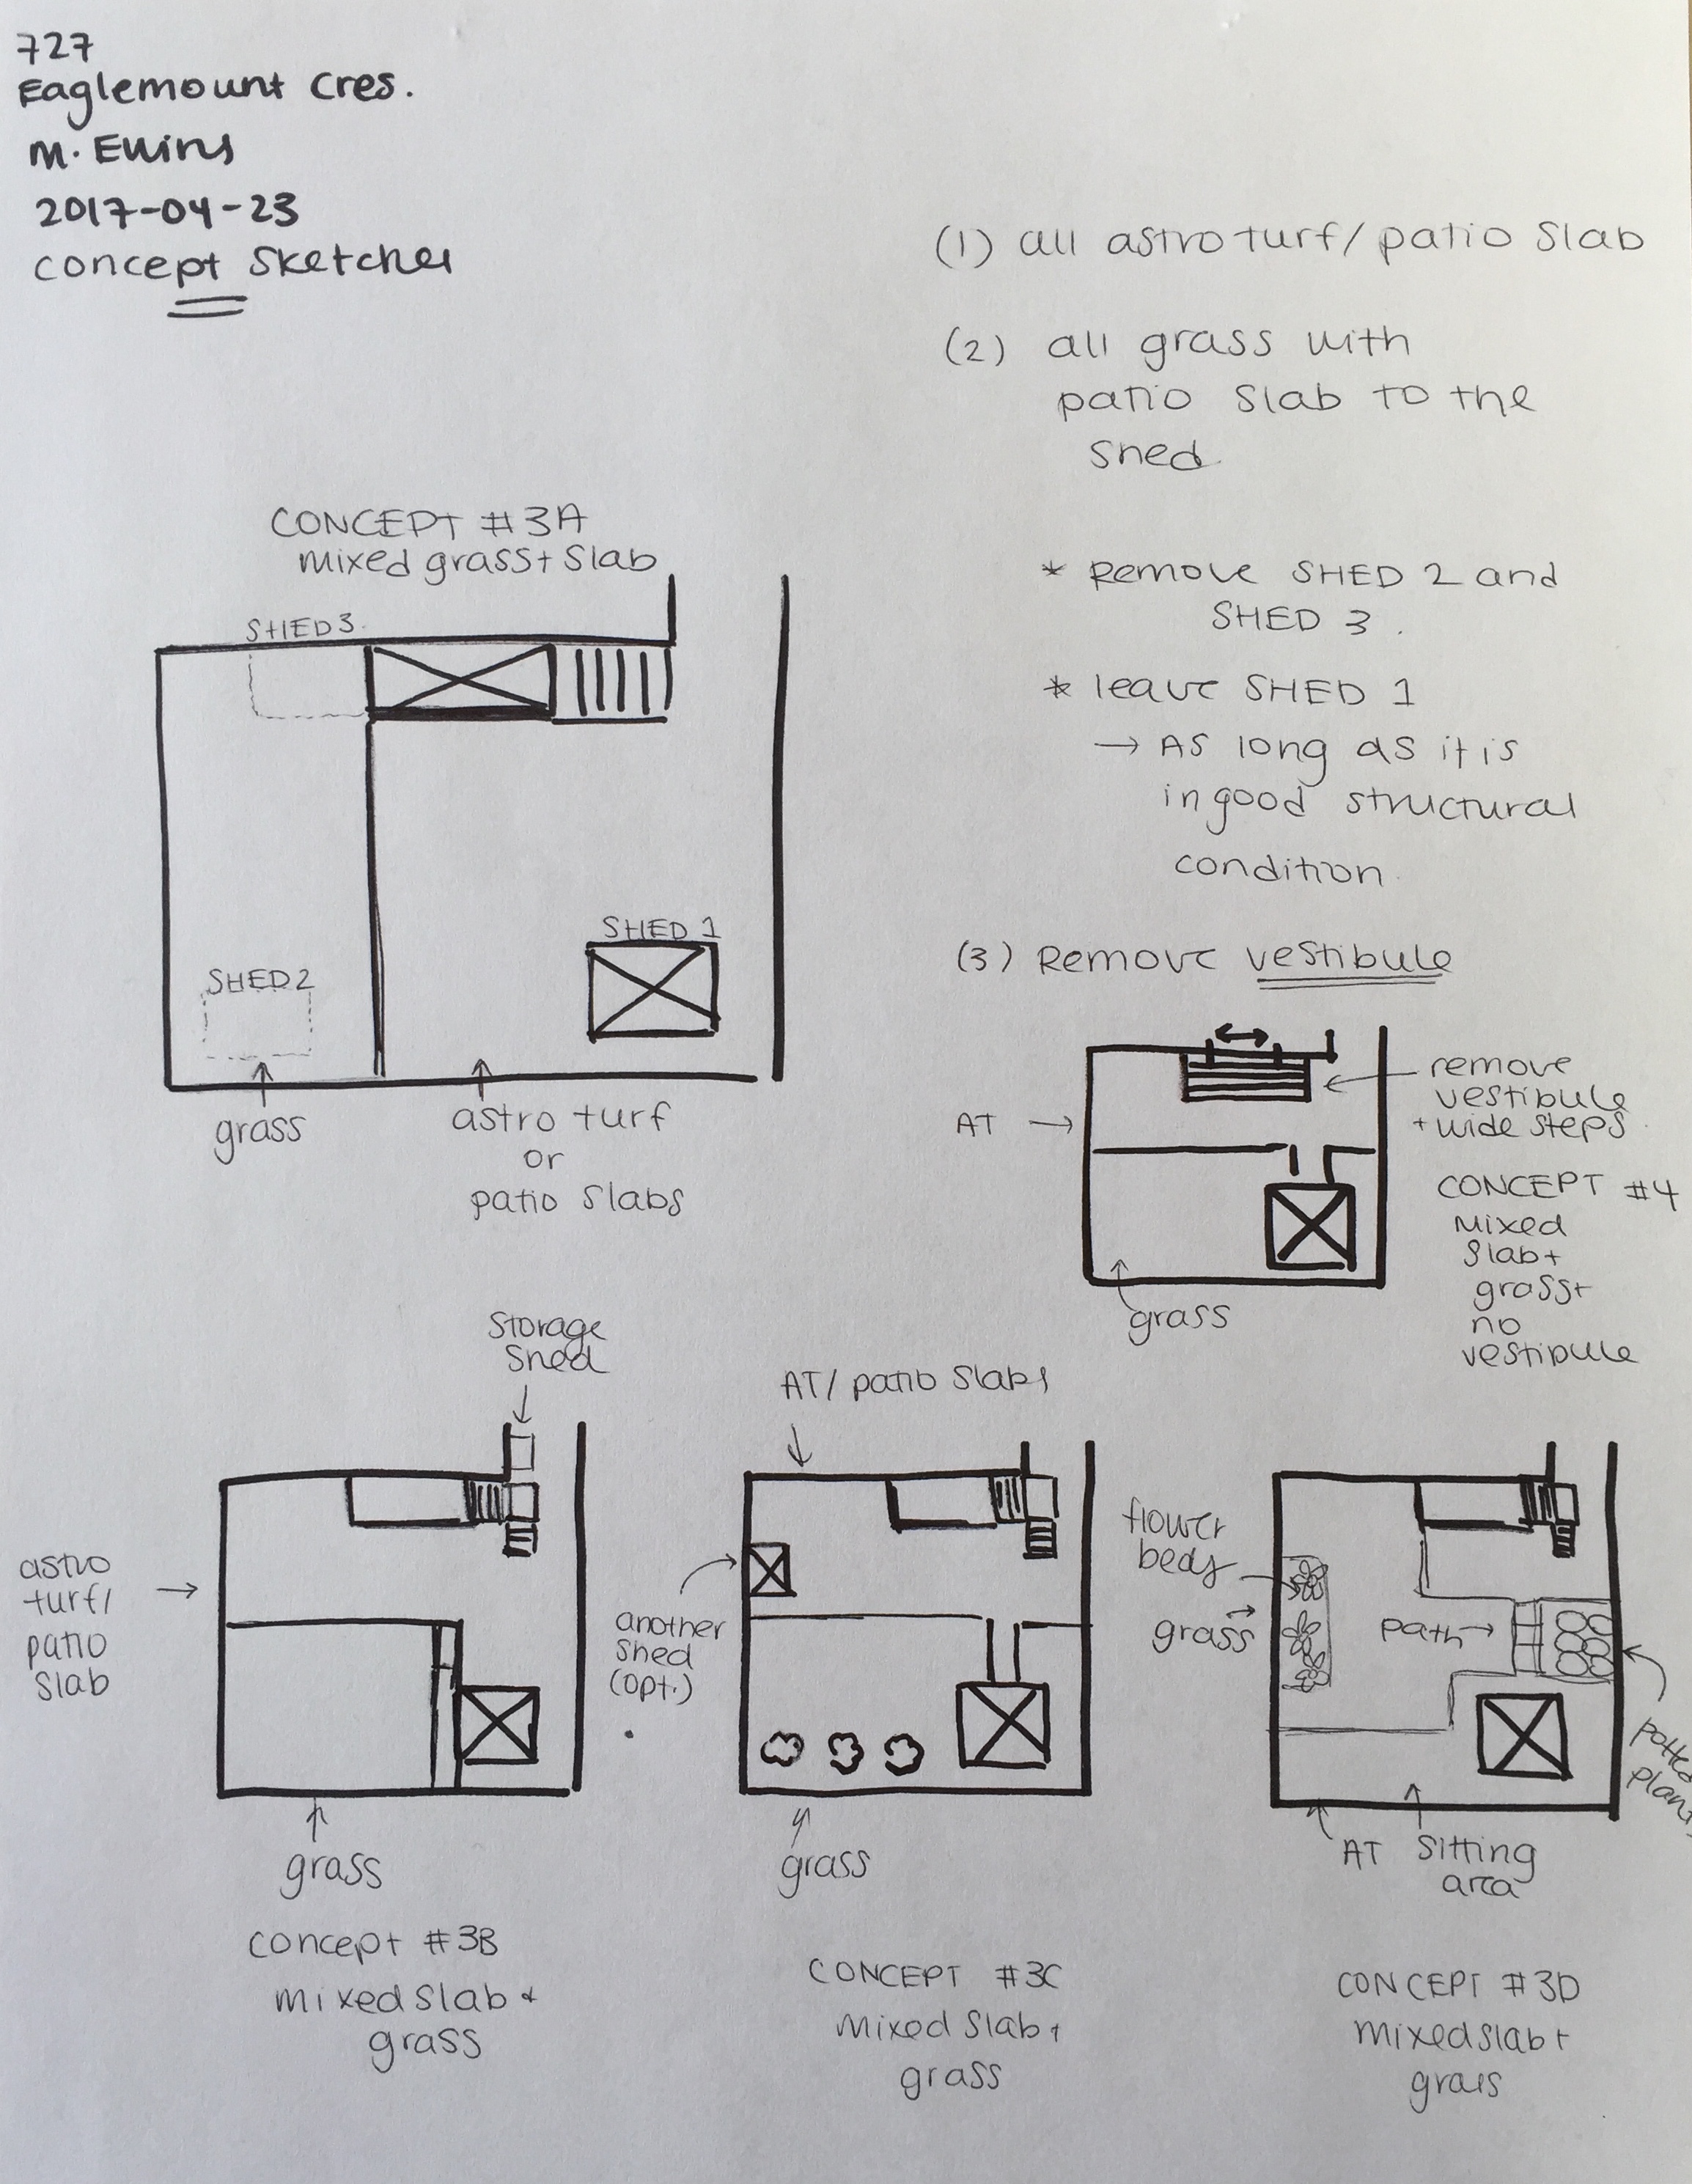 727
Eaglemount Cres.
M. Ewins
2017-04-23
concept sketches
(1) all astro turf/patio slab
(2) all grass with
patio slab to the
shed
* Remove SHED 2 and
SHED 3.
* leave SHED 1
→ As long as it is
in good structural
condition.
(3) Remove vestibule
CONCEPT #3A
mixed grass + slab
SHED 3
SHED 1
SHED 2
grass
astro turf
or
patio slabs
AT →
remove
vestibule
+ wide steps
CONCEPT #4
mixed
slab +
grass +
no
vestibule
grass
storage
shed
astro
turf/
patio
slab
grass
concept #3B
mixed slab +
grass
AT/ patio slabs
another
shed
(opt.)
grass
CONCEPT #3C
mixed slab +
grass
flower
beds
grass
path
potted
plants
AT
sitting
area
CONCEPT #3D
mixed slab +
grass